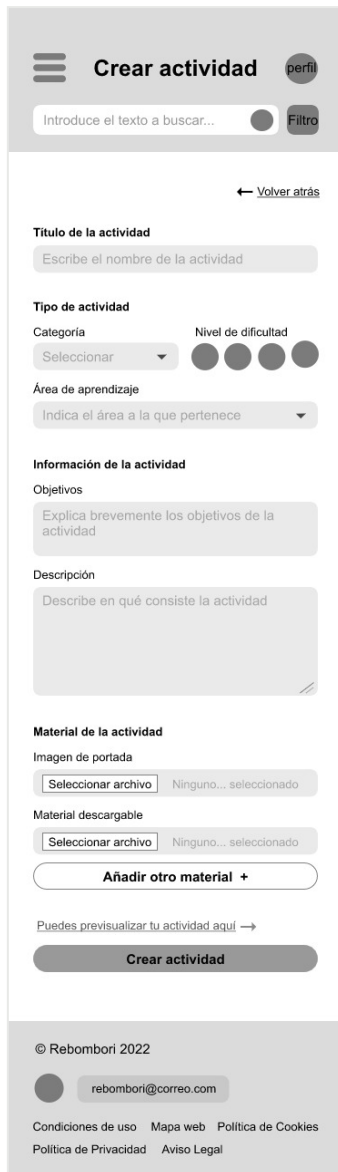 Crear actividad
perfil
Introduce el texto a buscar...
Filtro
← Volver atrás
Título de la actividad
Escribe el nombre de la actividad
Tipo de actividad
Categoría
Nivel de dificultad
Seleccionar
Área de aprendizaje
Indica el área a la que pertenece
Información de la actividad
Objetivos
Explica brevemente los objetivos de la
actividad
Descripción
Describe en qué consiste la actividad
Material de la actividad
Imagen de portada
Seleccionar archivo Ninguno... seleccionado
Material descargable
Seleccionar archivo Ninguno... seleccionado
Añadir otro material +
Puedes previsualizar tu actividad aquí →
Crear actividad
© Rebombori 2022
rebombori@correo.com
Condiciones de uso Mapa web Política de Cookies
Política de Privacidad Aviso Legal